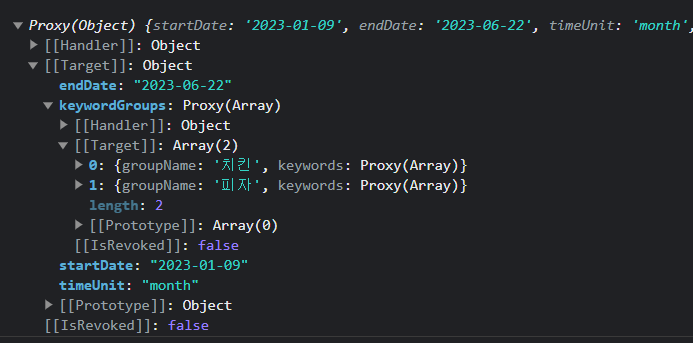 Proxy(Object) {startDate: '2023-01-09', endDate: '2023-06-22', timeUnit: 'month',
[[Handler]]: Object
[[Target]]: Object
endDate: "2023-06-22"
keywordGroups: Proxy(Array)
[[Handler]]: Object
[[Target]]: Array(2)
0: {groupName: '치킨', keywords: Proxy(Array)}
1: {groupName: '피자', keywords: Proxy(Array)}
length: 2
[[Prototype]]: Array(0)
[[IsRevoked]]: false
startDate: "2023-01-09"
timeUnit: "month"
[[Prototype]]: Object
[[IsRevoked]]: false